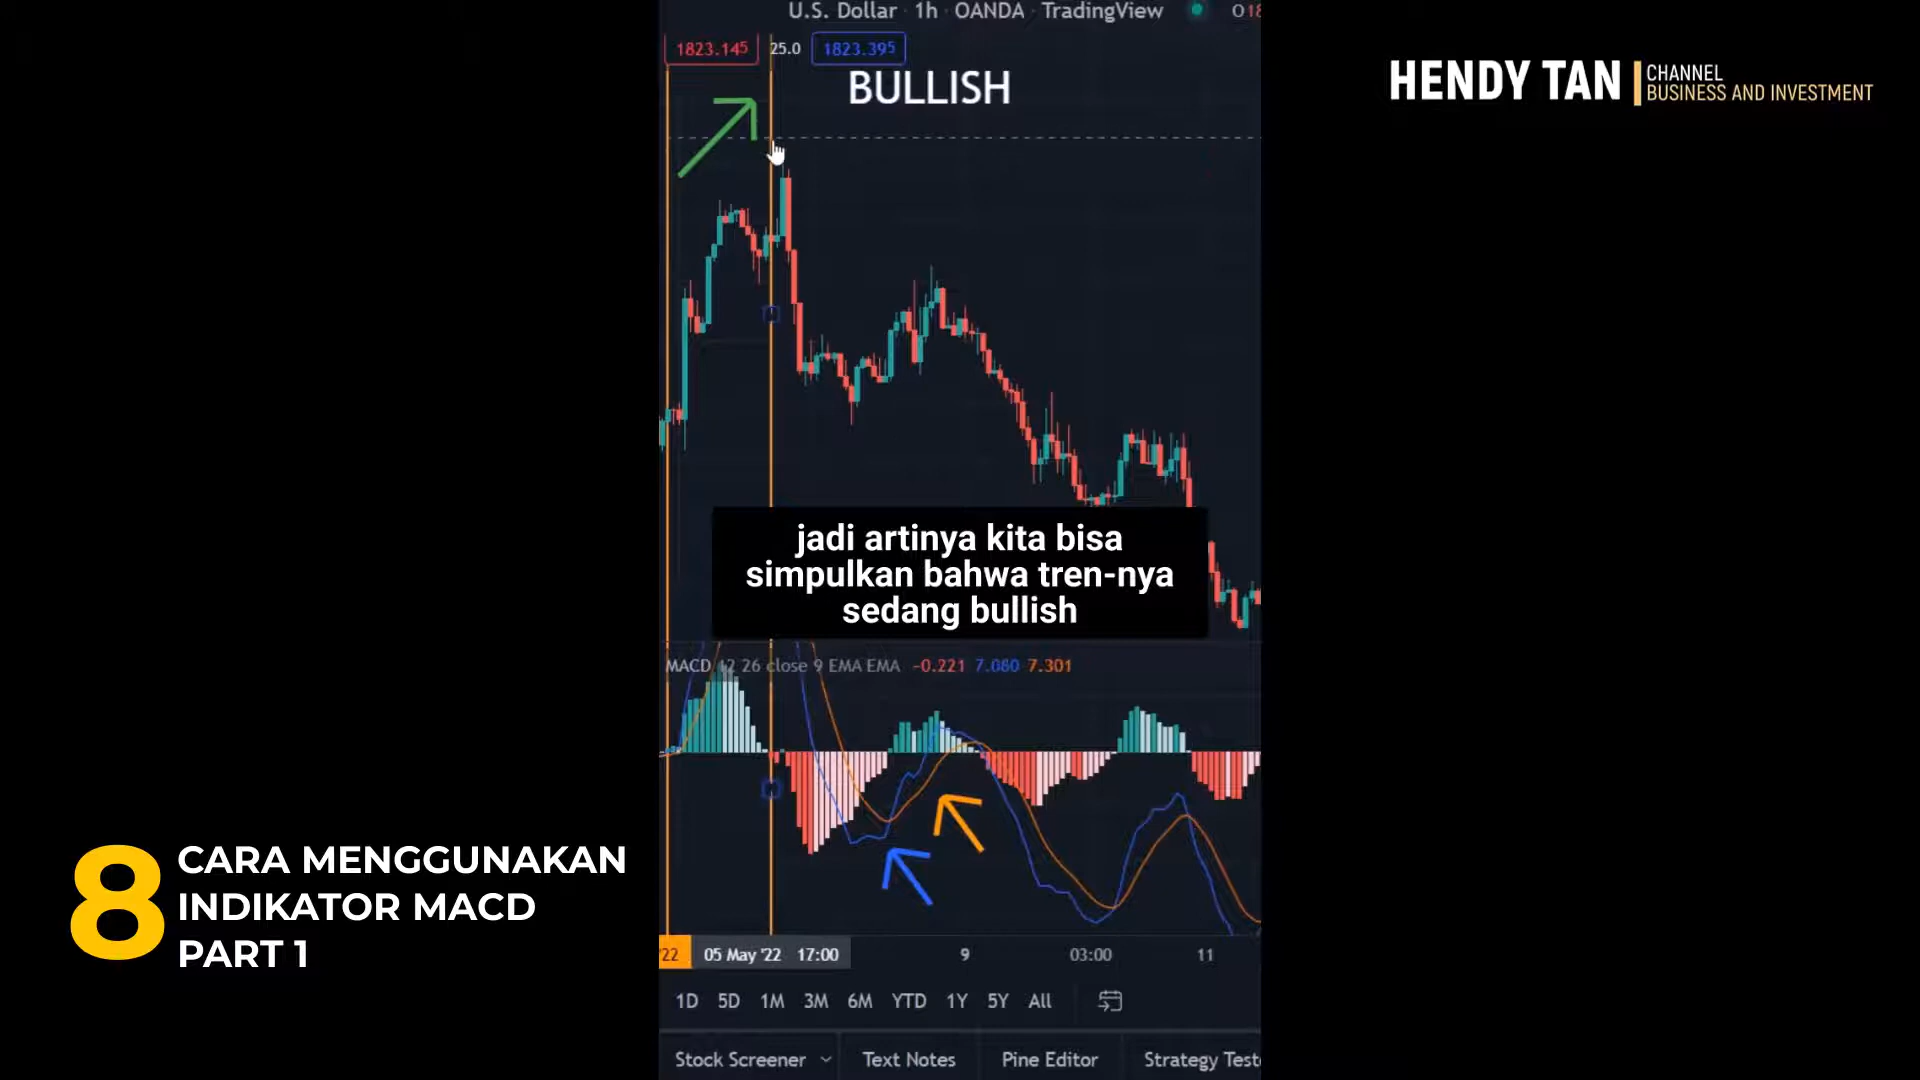 U.S. Dollar · 1h · OANDA · TradingView
O18
1823.145
25.0
1823.395
BULLISH
HENDY TAN
CHANNEL
BUSINESS AND INVESTMENT
jadi artinya kita bisa
simpulkan bahwa tren-nya
sedang bullish
MACD 12 26 close 9 EMA EMA -0.221 7.080 7.301
8
CARA MENGGUNAKAN
INDIKATOR MACD
PART 1
'22
05 May '22 17:00
9
03:00
11
1D 5D 1M 3M 6M YTD 1Y 5Y All
Stock Screener
Text Notes
Pine Editor
Strategy Teste